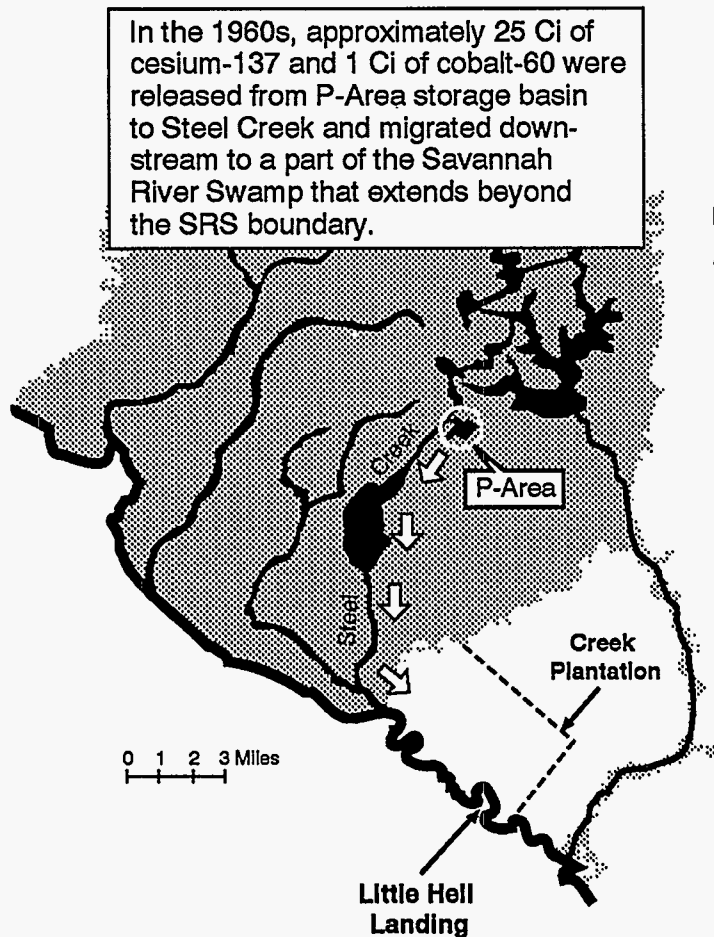 In the 1960s, approximately 25 Ci of
cesium-137 and 1 Ci of cobalt-60 were
released from P-Area storage basin
to Steel Creek and migrated down-
stream to a part of the Savannah
River Swamp that extends beyond
the SRS boundary.
Creek
P-Area
Steel
Creek
Plantation
0 1 2 3 Miles
Little Hell
Landing